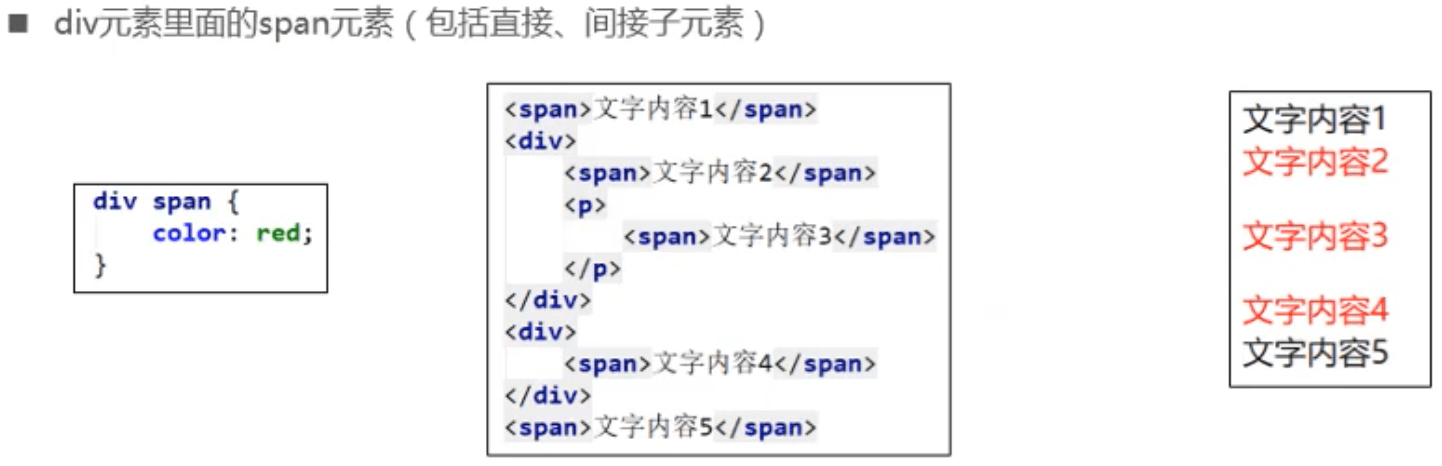 ■ div元素里面的span元素（包括直接、间接子元素）
div span {
    color: red;
}
<span>文字内容1</span>
<div>
    <span>文字内容2</span>
    <p>
        <span>文字内容3</span>
    </p>
</div>
<div>
    <span>文字内容4</span>
</div>
<span>文字内容5</span>
文字内容1
文字内容2
文字内容3
文字内容4
文字内容5